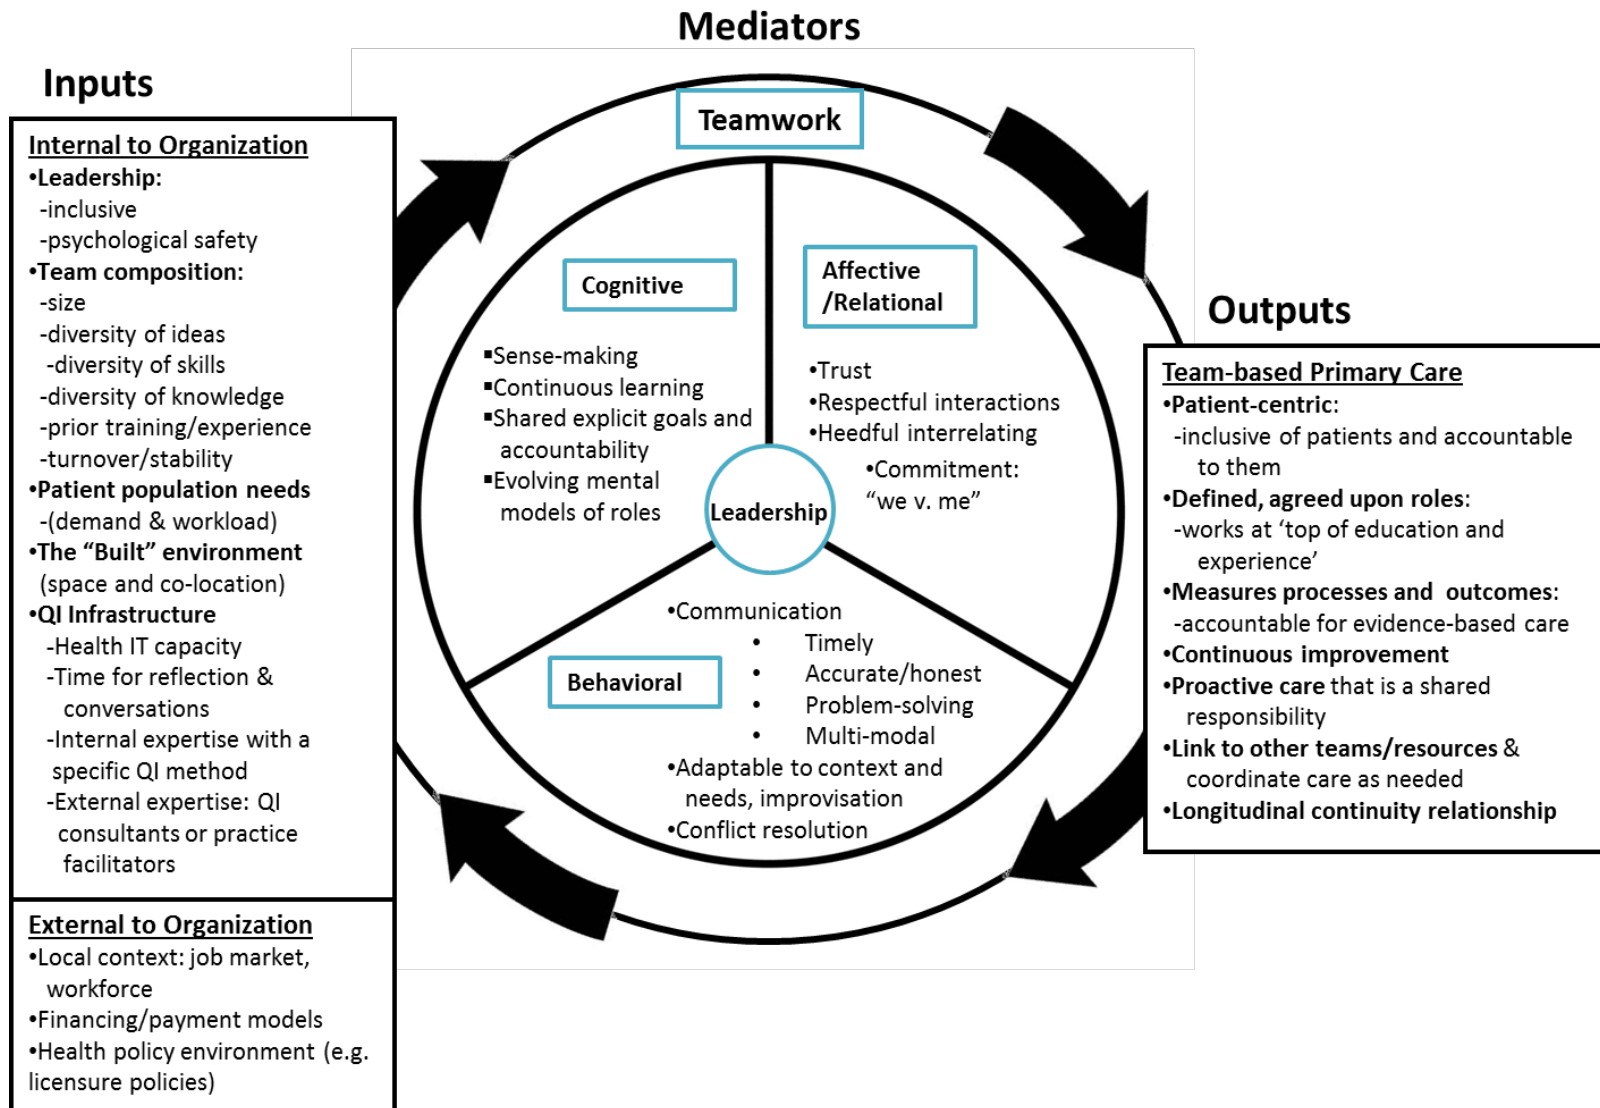 Mediators
Inputs
Internal to Organization
•Leadership:
-inclusive
-psychological safety
•Team composition:
-size
-diversity of ideas
-diversity of skills
-diversity of knowledge
-prior training/experience
-turnover/stability
•Patient population needs
-(demand & workload)
•The “Built” environment
(space and co-location)
•QI Infrastructure
-Health IT capacity
-Time for reflection &
conversations
-Internal expertise with a
specific QI method
-External expertise: QI
consultants or practice
facilitators
External to Organization
•Local context: job market,
workforce
•Financing/payment models
•Health policy environment (e.g.
licensure policies)
Teamwork
Cognitive
▪Sense-making
▪Continuous learning
▪Shared explicit goals and
accountability
▪Evolving mental
models of roles
Affective
/Relational
•Trust
•Respectful interactions
•Heedful interrelating
•Commitment:
“we v. me”
Leadership
Behavioral
•Communication
• Timely
• Accurate/honest
• Problem-solving
• Multi-modal
•Adaptable to context and
needs, improvisation
•Conflict resolution
Outputs
Team-based Primary Care
•Patient-centric:
-inclusive of patients and accountable
to them
•Defined, agreed upon roles:
-works at ‘top of education and
experience’
•Measures processes and outcomes:
-accountable for evidence-based care
•Continuous improvement
•Proactive care that is a shared
responsibility
•Link to other teams/resources &
coordinate care as needed
•Longitudinal continuity relationship